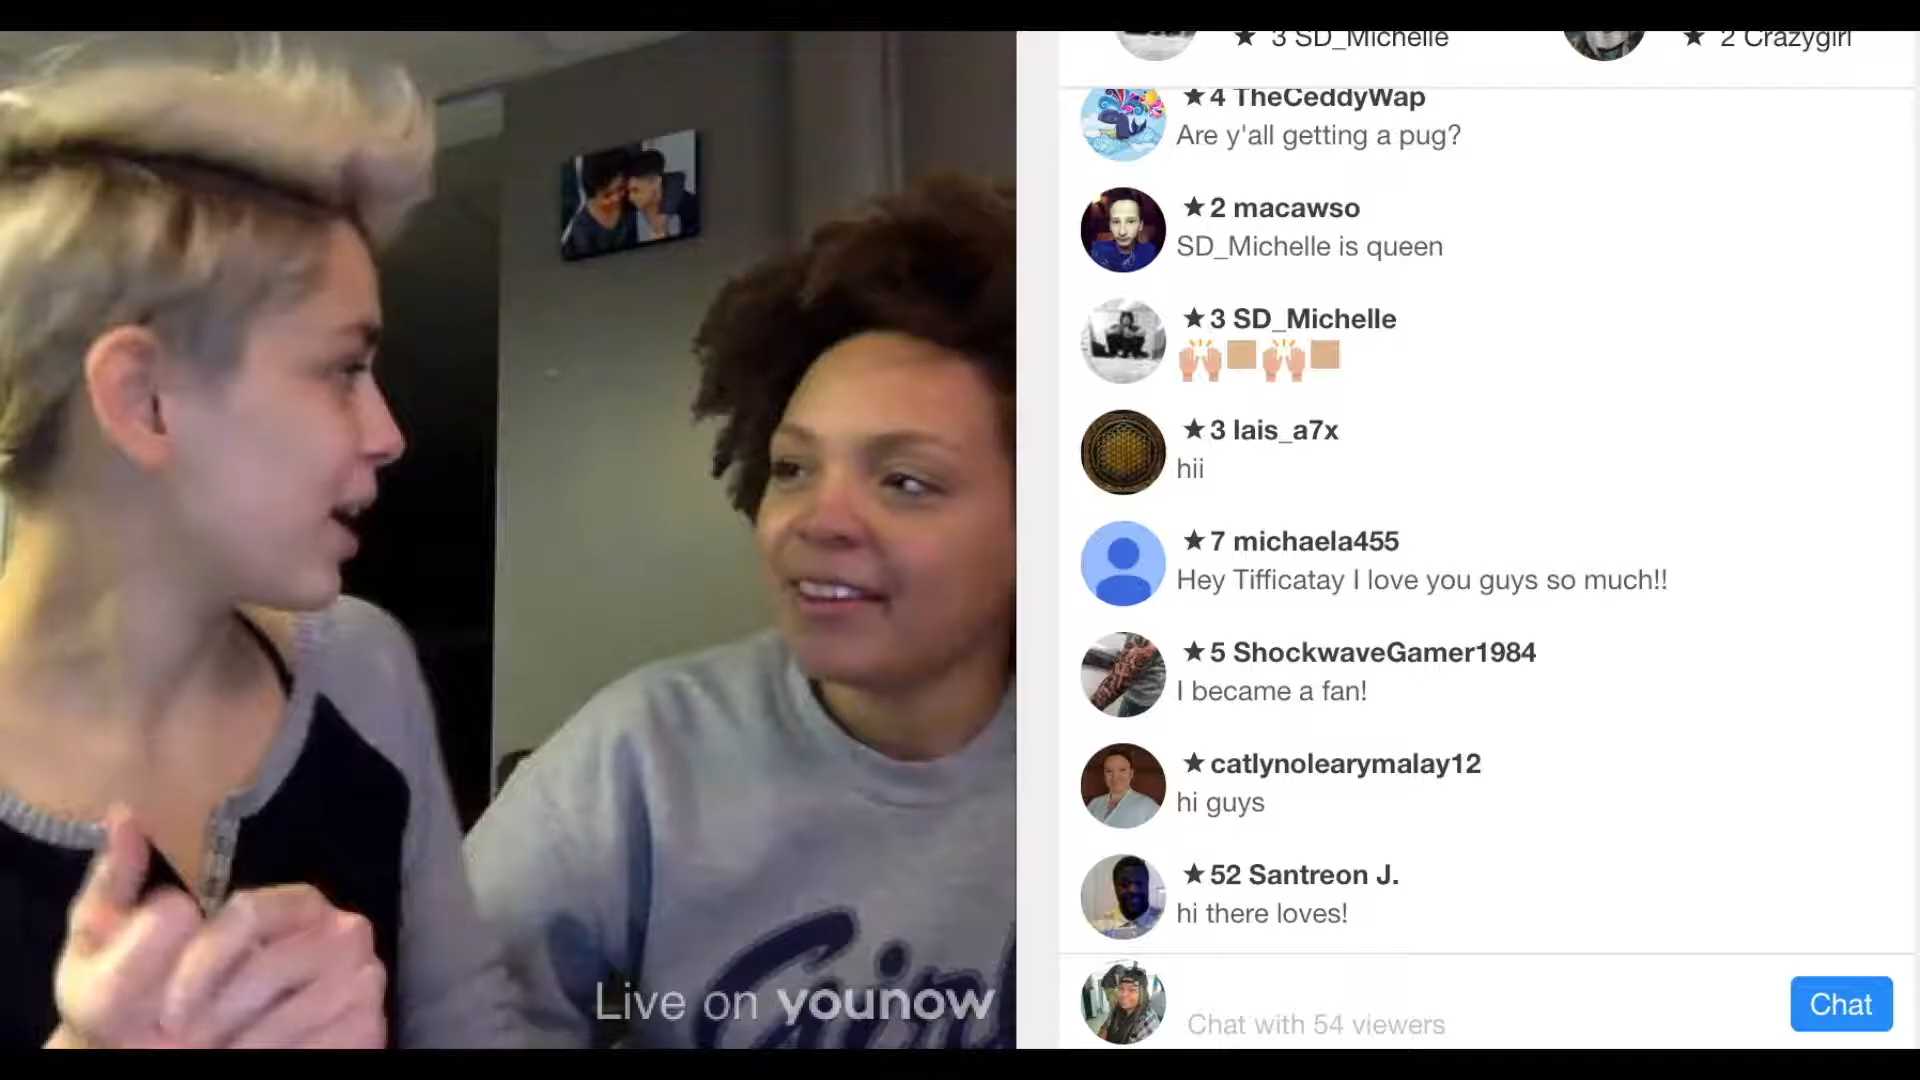 ★ 3 SD_Michelle
★ 2 Crazygirl
★ 4 TheCeddyWap
Are y'all getting a pug?
★ 2 macawso
SD_Michelle is queen
★ 3 SD_Michelle
★ 3 lais_a7x
hii
★ 7 michaela455
Hey Tifficatay I love you guys so much!!
★ 5 ShockwaveGamer1984
I became a fan!
★ catlynolearymalay12
hi guys
★ 52 Santreon J.
hi there loves!
Chat with 54 viewers
Chat
Live on younow